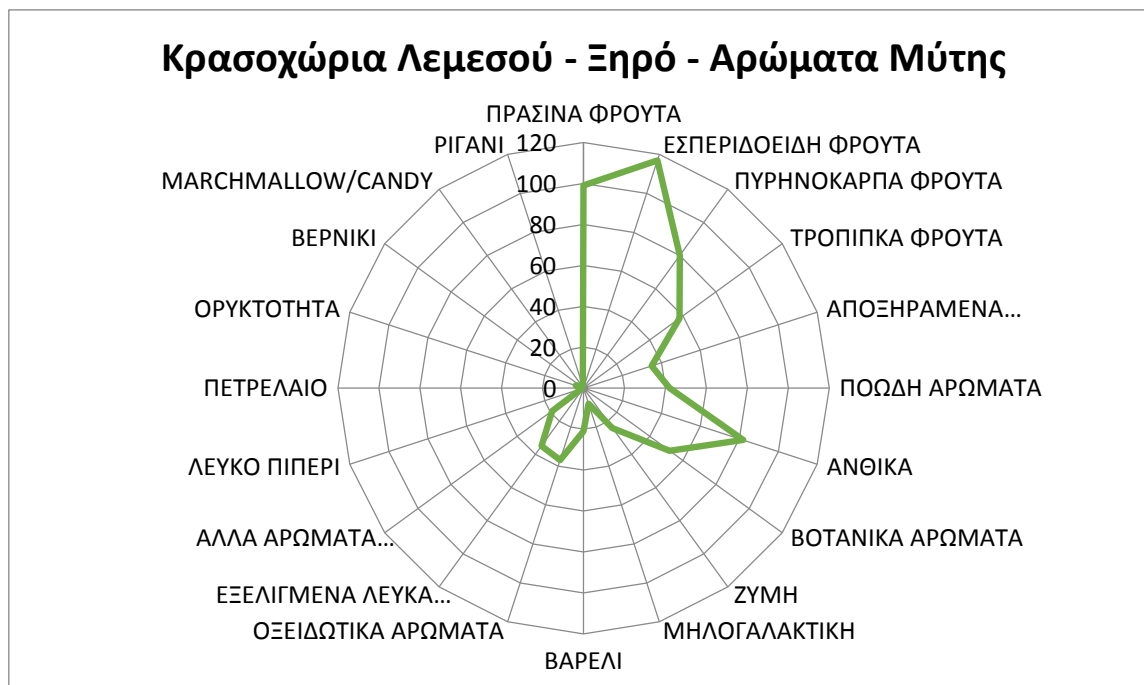 Κρασοχώρια Λεμεσού - Ξηρό - Αρώματα Μύτης
ΠΡΑΣΙΝΑ ΦΡΟΥΤΑ
ΕΣΠΕΡΙΔΟΕΙΔΗ ΦΡΟΥΤΑ
ΠΥΡΗΝΟΚΑΡΠΑ ΦΡΟΥΤΑ
ΤΡΟΠΙΠΚΑ ΦΡΟΥΤΑ
ΑΠΟΞΗΡΑΜΕΝΑ…
ΠΟΩΔΗ ΑΡΩΜΑΤΑ
ΑΝΘΙΚΑ
ΒΟΤΑΝΙΚΑ ΑΡΩΜΑΤΑ
ΖΥΜΗ
ΜΗΛΟΓΑΛΑΚΤΙΚΗ
ΒΑΡΕΛΙ
ΟΞΕΙΔΩΤΙΚΑ ΑΡΩΜΑΤΑ
ΕΞΕΛΙΓΜΕΝΑ ΛΕΥΚΑ…
ΑΛΛΑ ΑΡΩΜΑΤΑ…
ΛΕΥΚΟ ΠΙΠΕΡΙ
ΠΕΤΡΕΛΑΙΟ
ΟΡΥΚΤΟΤΗΤΑ
ΒΕΡΝΙΚΙ
MARCHMALLOW/CANDY
ΡΙΓΑΝΙ
120
100
80
60
40
20
0